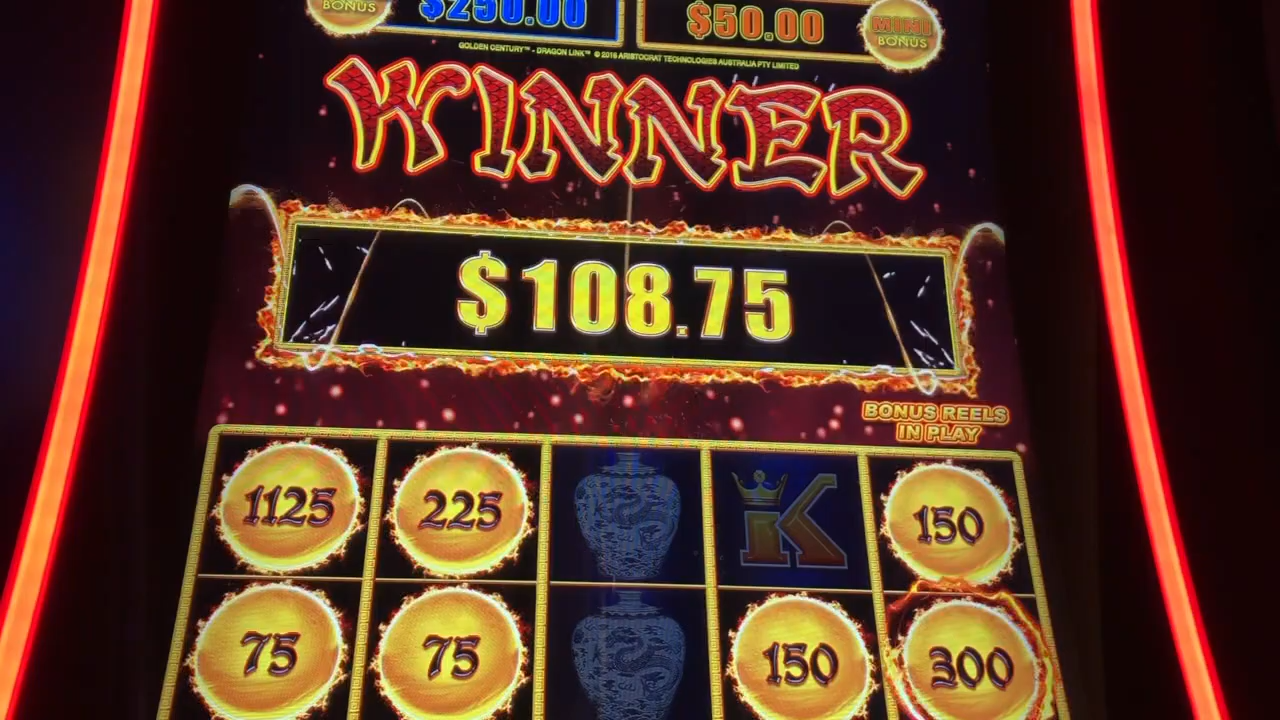 BONUS
$250.00
$50.00
MINI
BONUS
GOLDEN CENTURY™ - DRAGON LINK™ © 2016 ARISTOCRAT TECHNOLOGIES AUSTRALIA PTY LIMITED
WINNER
$108.75
BONUS REELS
IN PLAY
1125
225
K
150
75
75
150
300